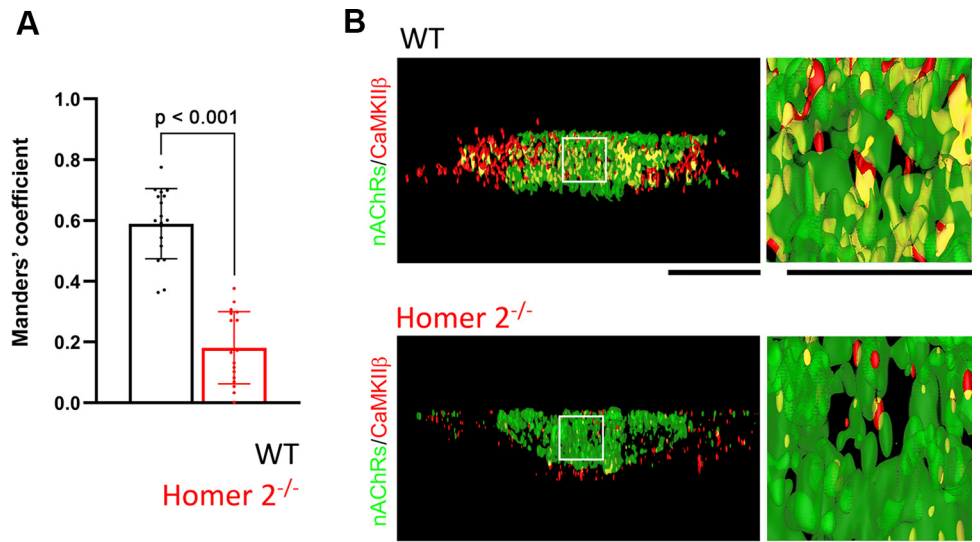 A
Manders' coefficient
1.0
0.8
0.6
0.4
0.2
0.0
p < 0.001
WT
Homer 2-/-
B
WT
nAChRs/CaMKIIβ
Homer 2-/-
nAChRs/CaMKIIβ